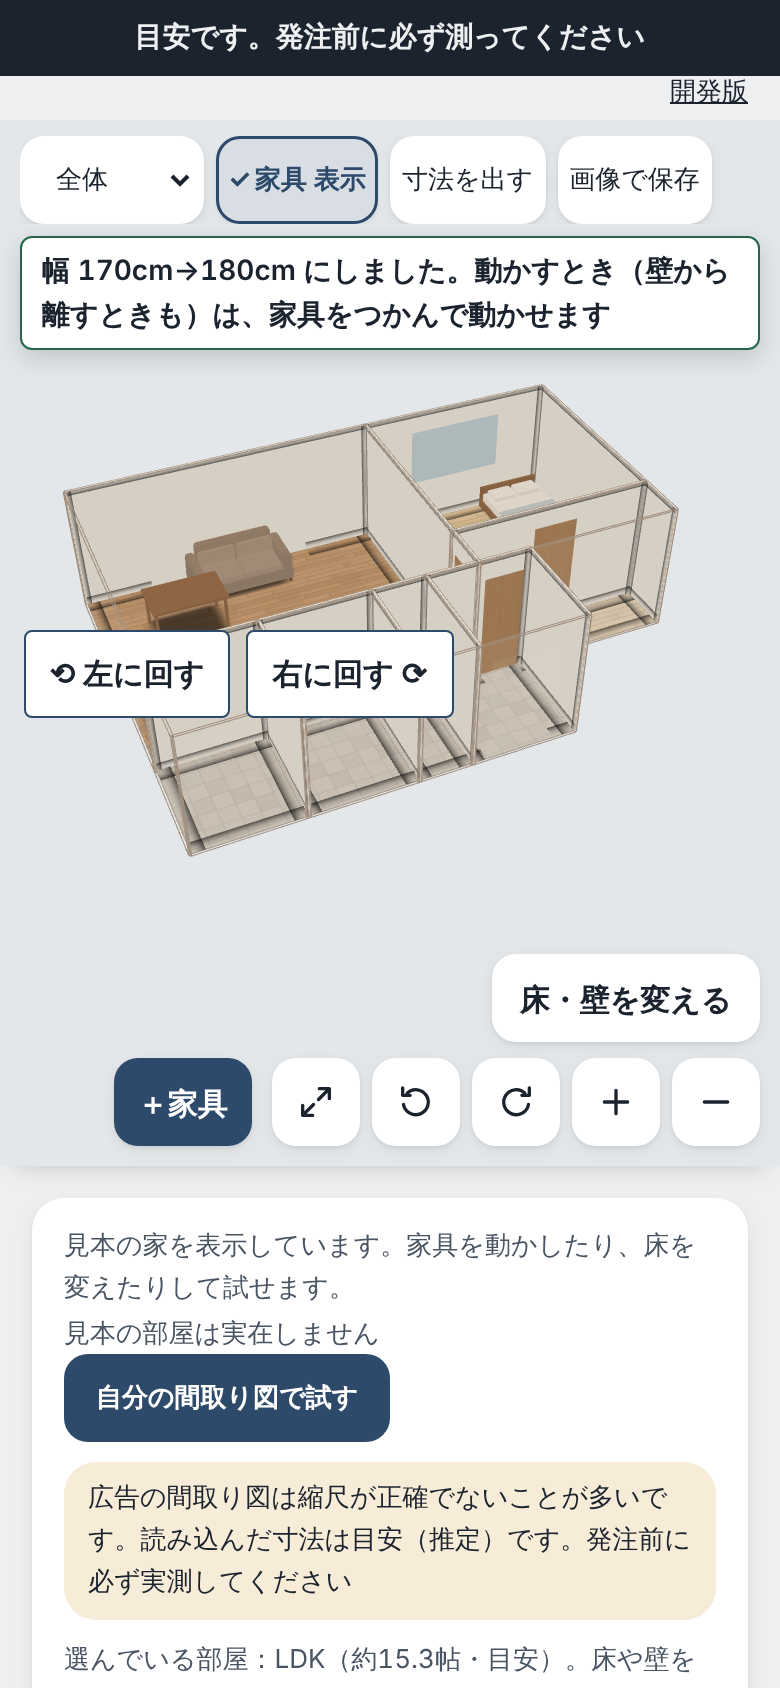 目安です。発注前に必ず測ってください
開発版
全体
✓家具 表示
寸法を出す
画像で保存
幅 170cm→180cm にしました。動かすとき（壁から
離すときも）は、家具をつかんで動かせます
⟲ 左に回す
右に回す ⟳
床・壁を変える
＋家具
見本の家を表示しています。家具を動かしたり、床を
変えたりして試せます。
見本の部屋は実在しません
自分の間取り図で試す
広告の間取り図は縮尺が正確でないことが多いで
す。読み込んだ寸法は目安（推定）です。発注前に
必ず実測してください
選んでいる部屋：LDK（約15.3帖・目安）。床や壁を